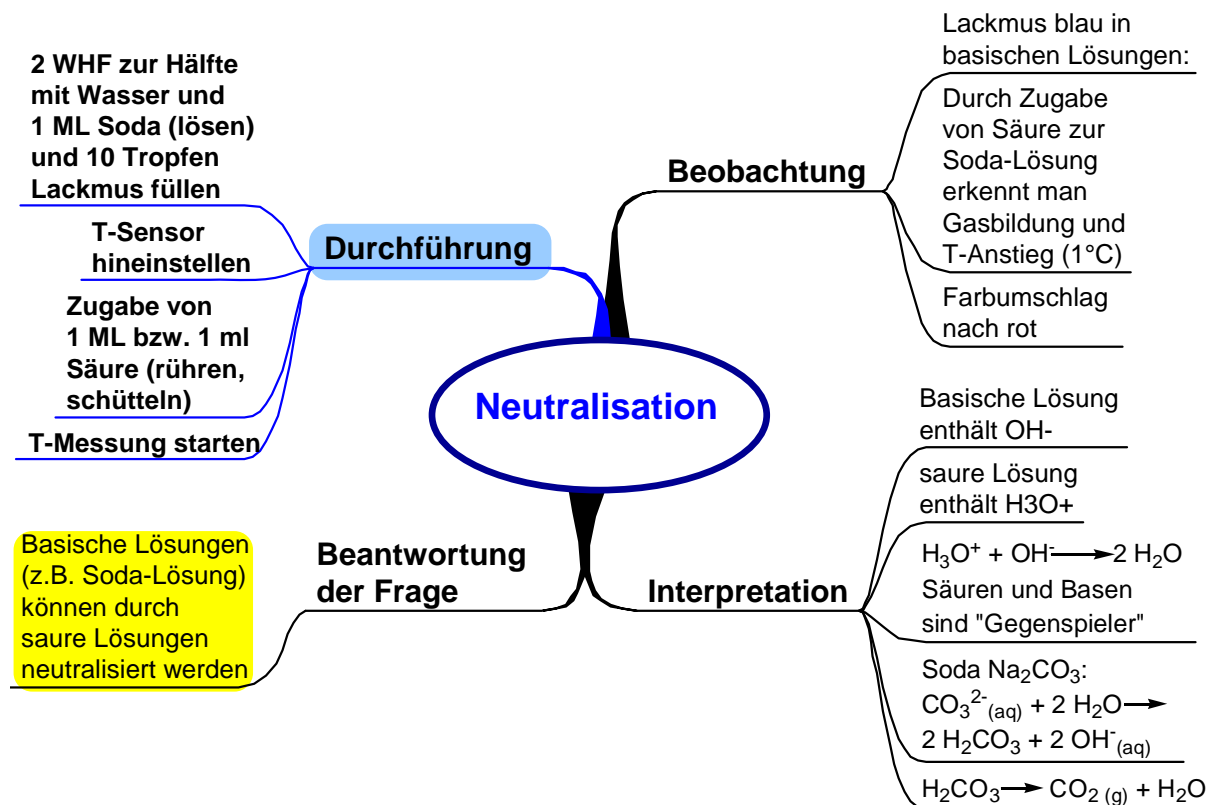 Neutralisation
Durchführung
2 WHF zur Hälfte
mit Wasser und
1 ML Soda (lösen)
und 10 Tropfen
Lackmus füllen
T-Sensor
hineinstellen
Zugabe von
1 ML bzw. 1 ml
Säure (rühren,
schütteln)
T-Messung starten
Beobachtung
Lackmus blau in
basischen Lösungen:
Durch Zugabe
von Säure zur
Soda-Lösung
erkennt man
Gasbildung und
T-Anstieg (1°C)
Farbumschlag
nach rot
Interpretation
Basische Lösung
enthält OH-
saure Lösung
enthält H3O+
H₃O⁺ + OH⁻ → 2 H₂O
Säuren und Basen
sind "Gegenspieler"
Soda Na₂CO₃:
CO₃²⁻(aq) + 2 H₂O →
2 H₂CO₃ + 2 OH⁻(aq)
H₂CO₃ → CO₂ (g) + H₂O
Beantwortung
der Frage
Basische Lösungen
(z.B. Soda-Lösung)
können durch
saure Lösungen
neutralisiert werden